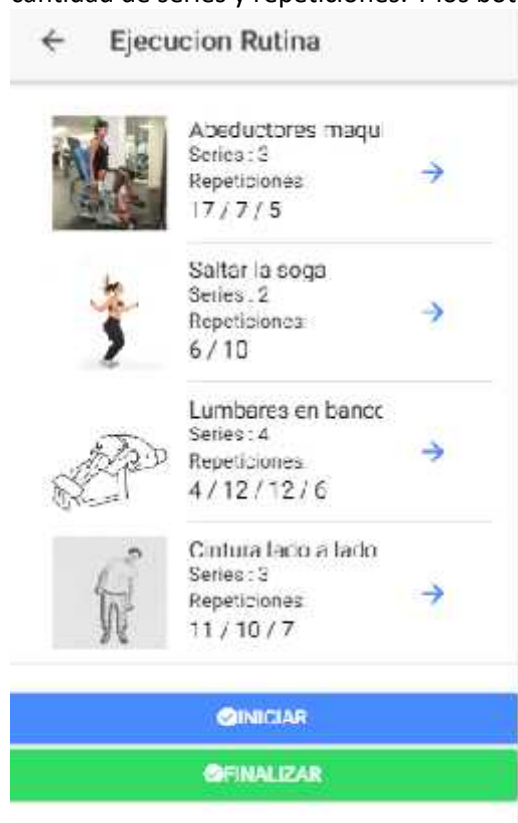 cantidad de series y repeticiones. Y los bot
Ejecucion Rutina
Abeductores maqui
Series : 3
Repeticiones:
17 / 7 / 5
Saltar la soga
Series : 2
Repeticiones:
6 / 10
Lumbares en banco
Series : 4
Repeticiones:
4 / 12 / 12 / 6
Cintura lado a lado
Series : 3
Repeticiones:
11 / 10 / 7
INICIAR
FINALIZAR